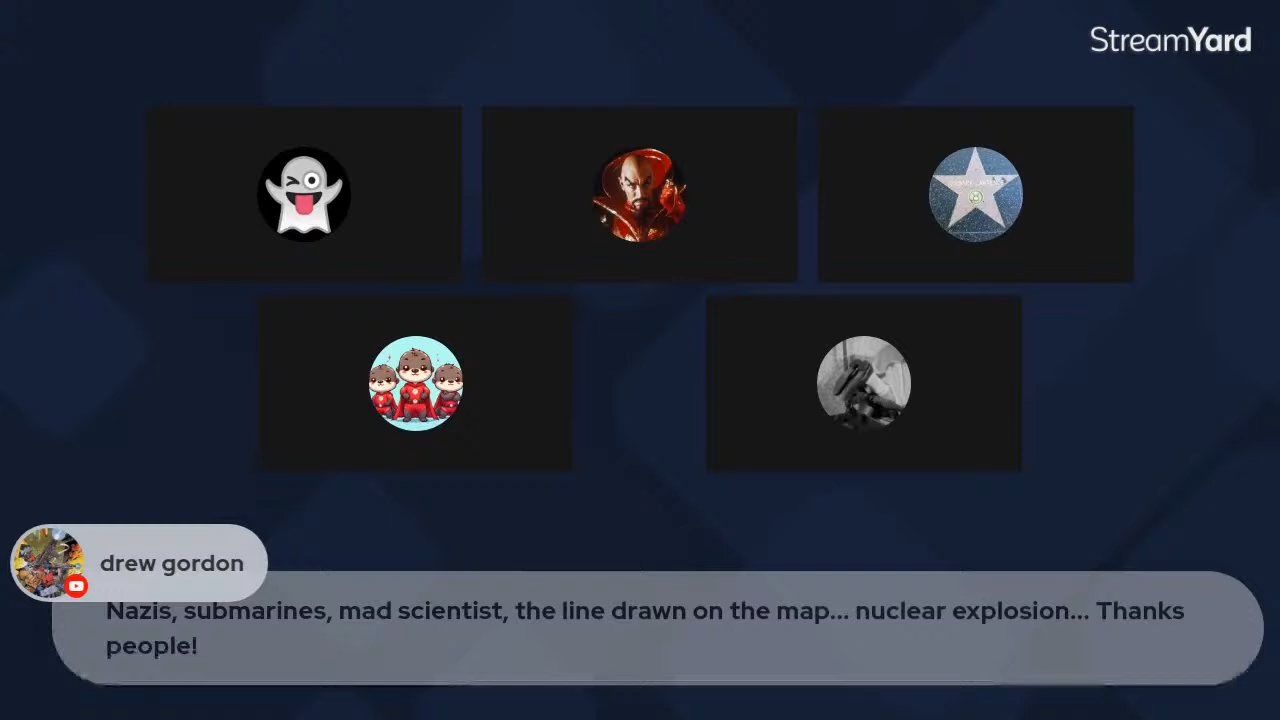 StreamYard
drew gordon
Nazis, submarines, mad scientist, the line drawn on the map... nuclear explosion... Thanks
people!